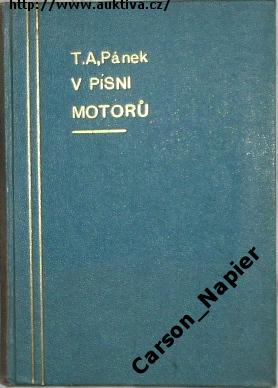 http://www.auktiva.cz/
T.A,Pánek
V PÍSNI
MOTORŮ
Carson_Napier